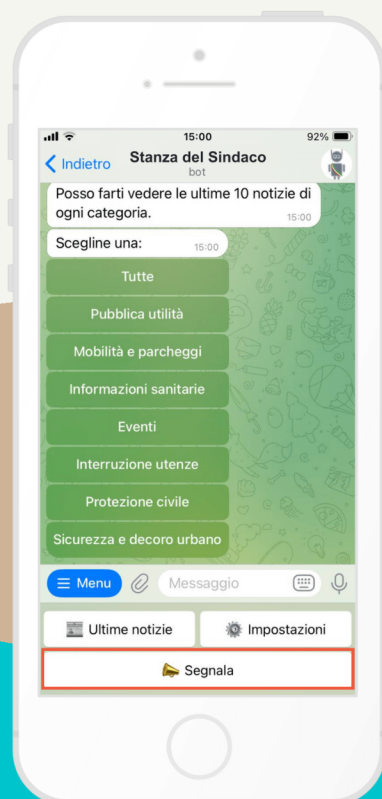 15:00
92%
Indietro
Stanza del Sindaco
bot
Posso farti vedere le ultime 10 notizie di
ogni categoria.
15:00
Scegline una:
15:00
Tutte
Pubblica utilità
Mobilità e parcheggi
Informazioni sanitarie
Eventi
Interruzione utenze
Protezione civile
Sicurezza e decoro urbano
Menu
Messaggio
Ultime notizie
Impostazioni
Segnala